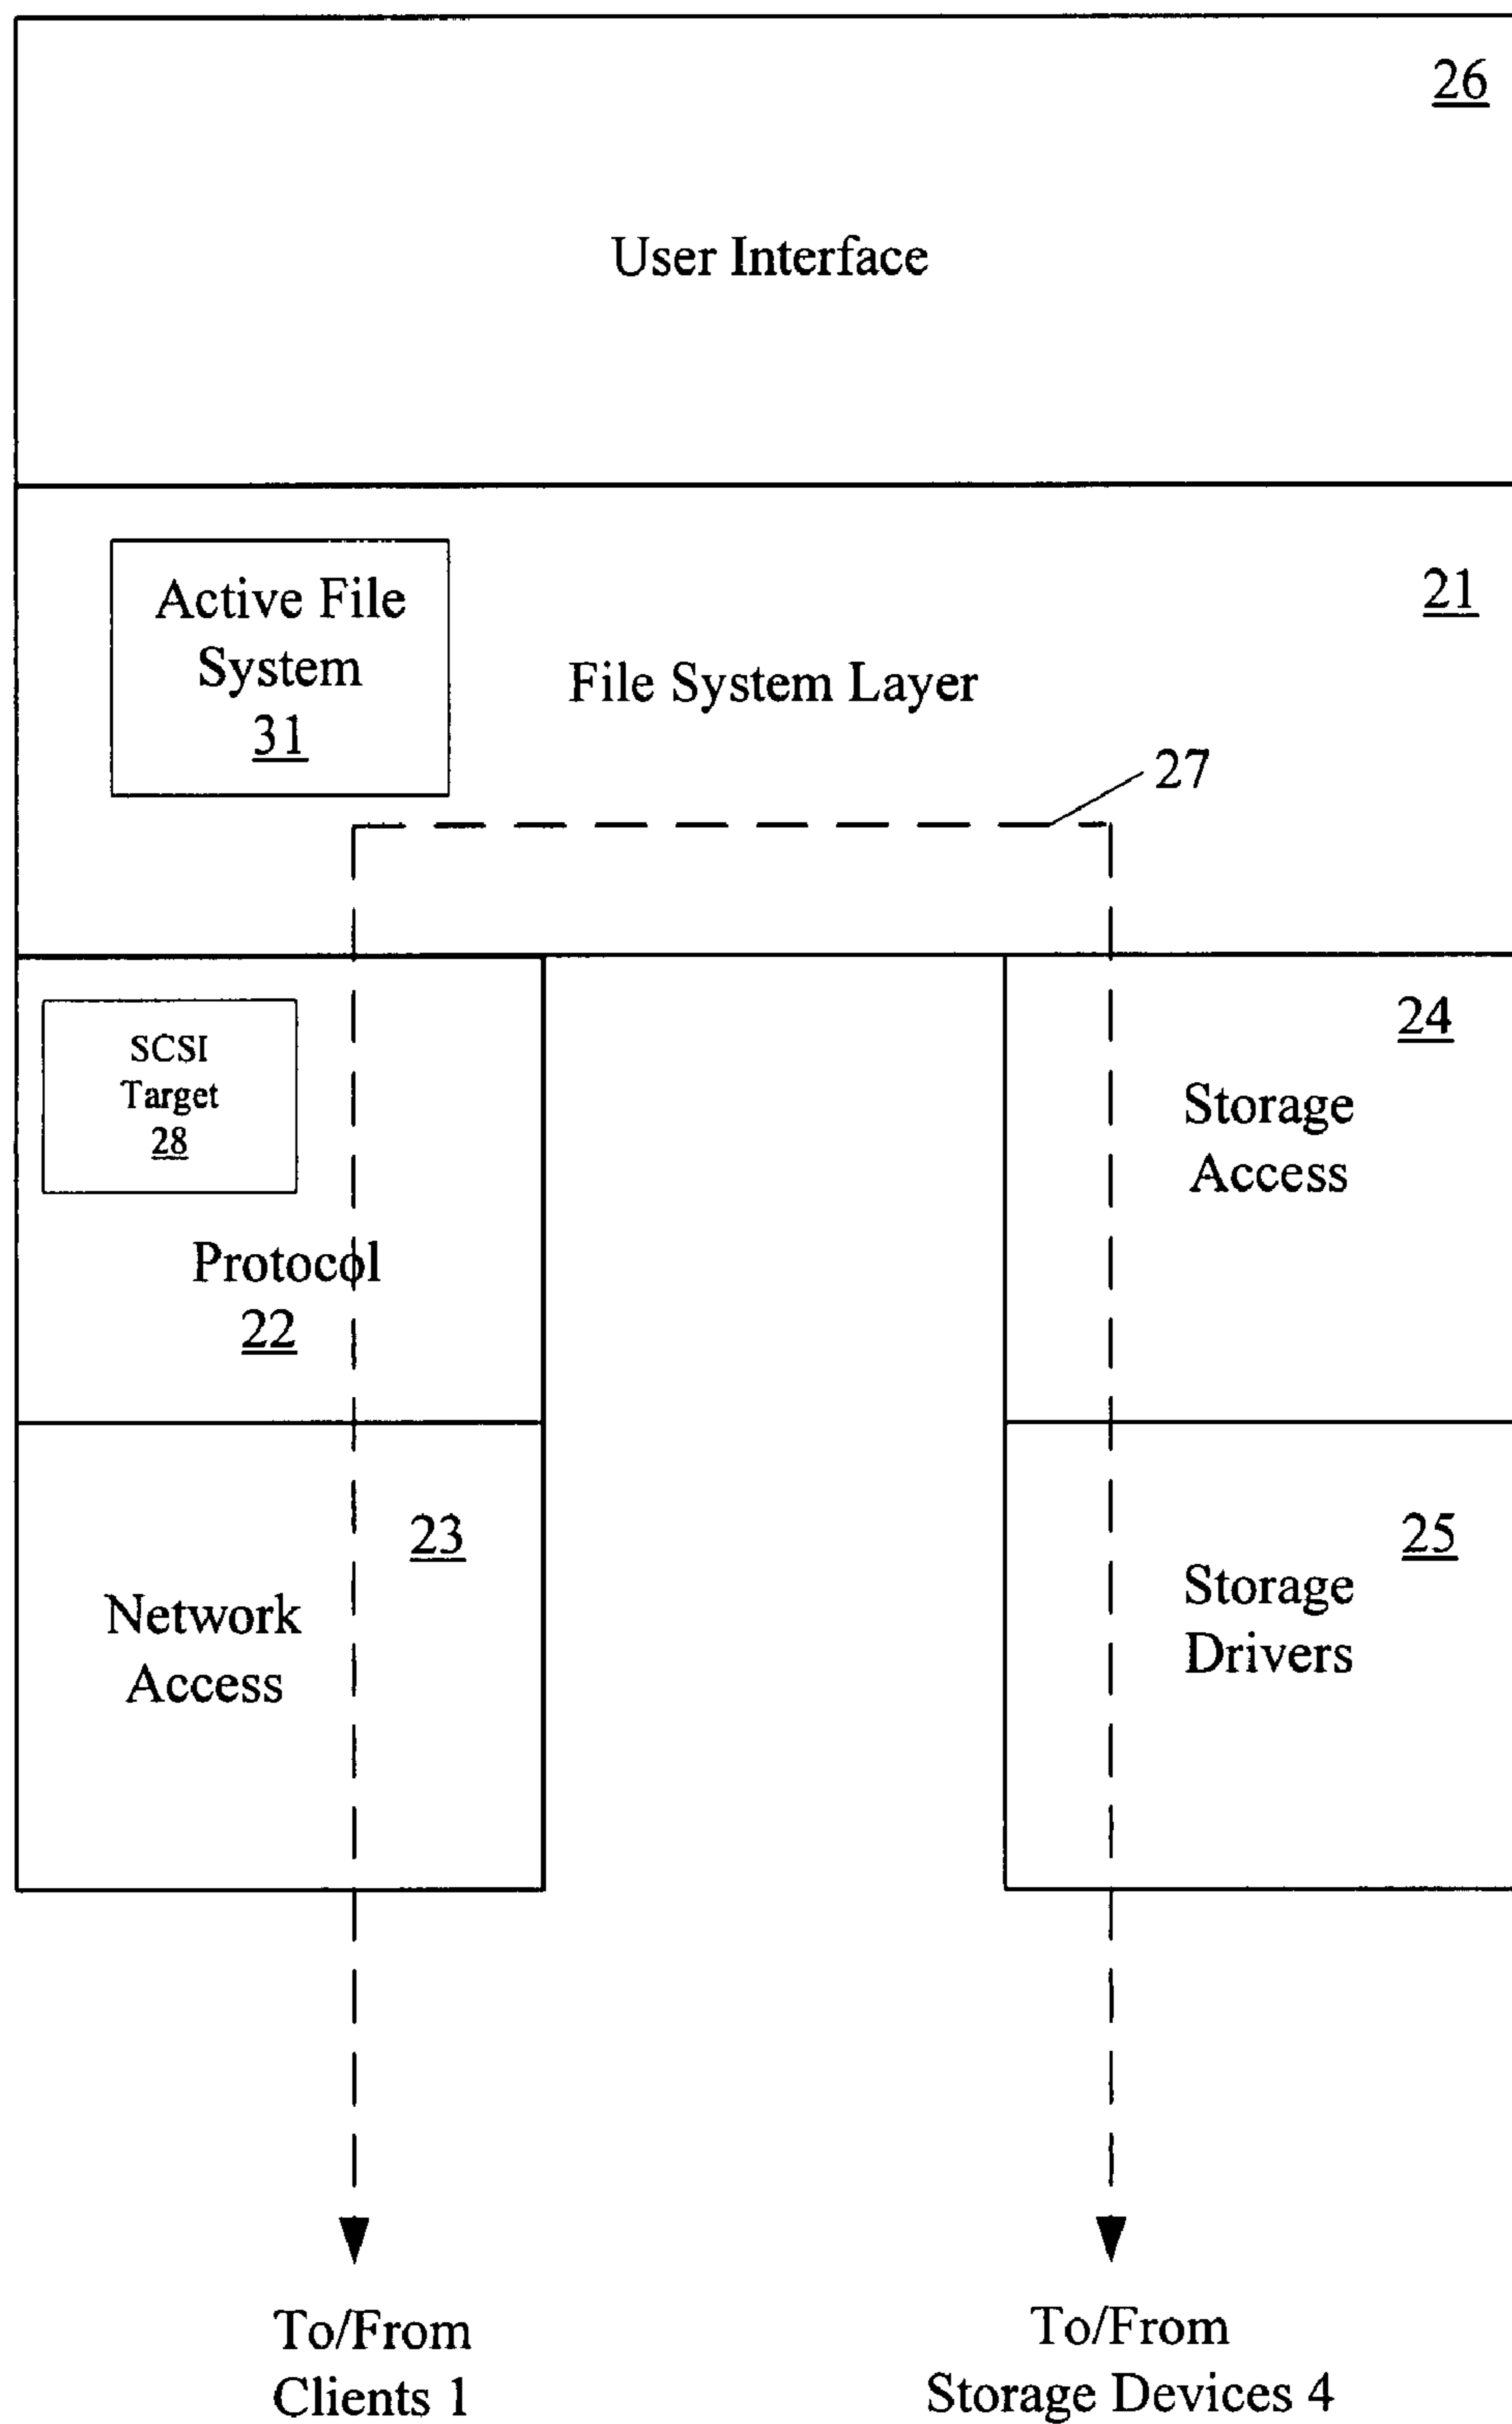 26
User Interface
21
Active File
System
31
File System Layer
27
SCSI
Target
28
Protocol
22
24
Storage
Access
23
Network
Access
25
Storage
Drivers
To/From
Clients 1
To/From
Storage Devices 4